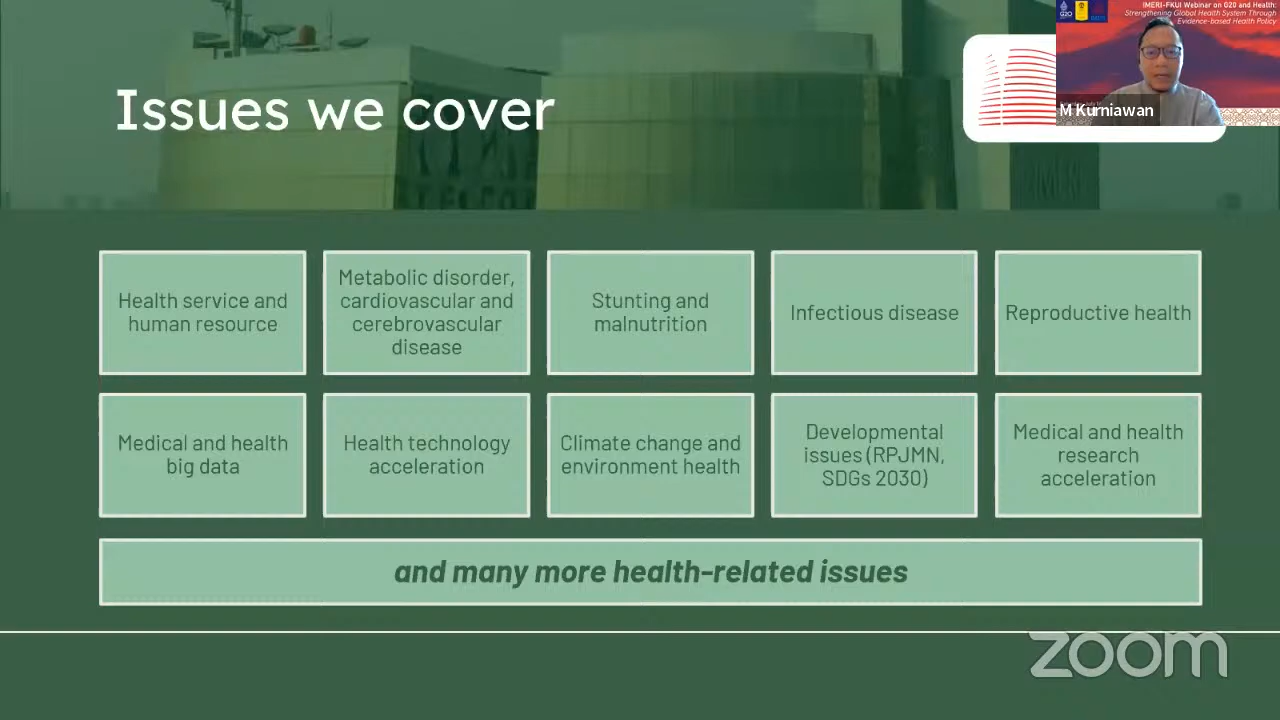 IMERI-FKUI Webinar on G20 and Health:
Strengthening Global Health System Through
Evidence-based Health Policy
M Kurniawan
Issues we cover
IMERI
Health service and
human resource
Metabolic disorder,
cardiovascular and
cerebrovascular
disease
Stunting and
malnutrition
Infectious disease
Reproductive health
Medical and health
big data
Health technology
acceleration
Climate change and
environment health
Developmental
issues (RPJMN,
SDGs 2030)
Medical and health
research
acceleration
and many more health-related issues
zoom